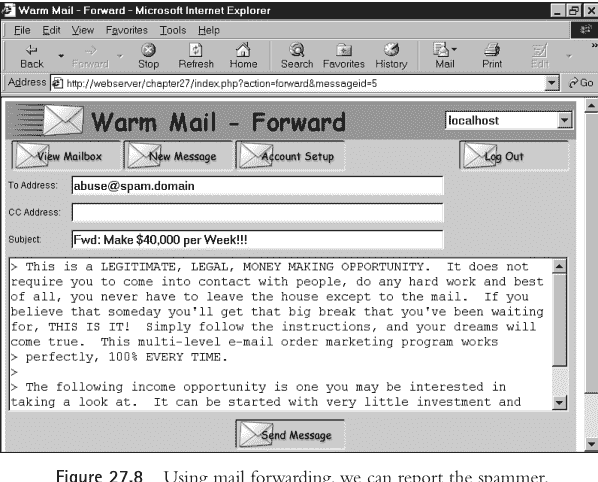 Warm Mail - Forward - Microsoft Internet Explorer
File Edit View Favorites Tools Help
Back Forward Stop Refresh Home Search Favorites History Mail Print Edit »
Address http://webserver/chapter27/index.php?action=forward&messageid=5 Go
Warm Mail - Forward localhost
View Mailbox New Message Account Setup Log Out
To Address: abuse@spam.domain
CC Address:
Subject: Fwd: Make $40,000 per Week!!!
> This is a LEGITIMATE, LEGAL, MONEY MAKING OPPORTUNITY. It does not
require you to come into contact with people, do any hard work and best
of all, you never have to leave the house except to the mail. If you
believe that someday you'll get that big break that you've been waiting
for, THIS IS IT! Simply follow the instructions, and your dreams will
come true. This multi-level e-mail order marketing program works
> perfectly, 100% EVERY TIME.
>
> The following income opportunity is one you may be interested in
taking a look at. It can be started with very little investment and
Send Message
Figure 27.8 Using mail forwarding, we can report the spammer.